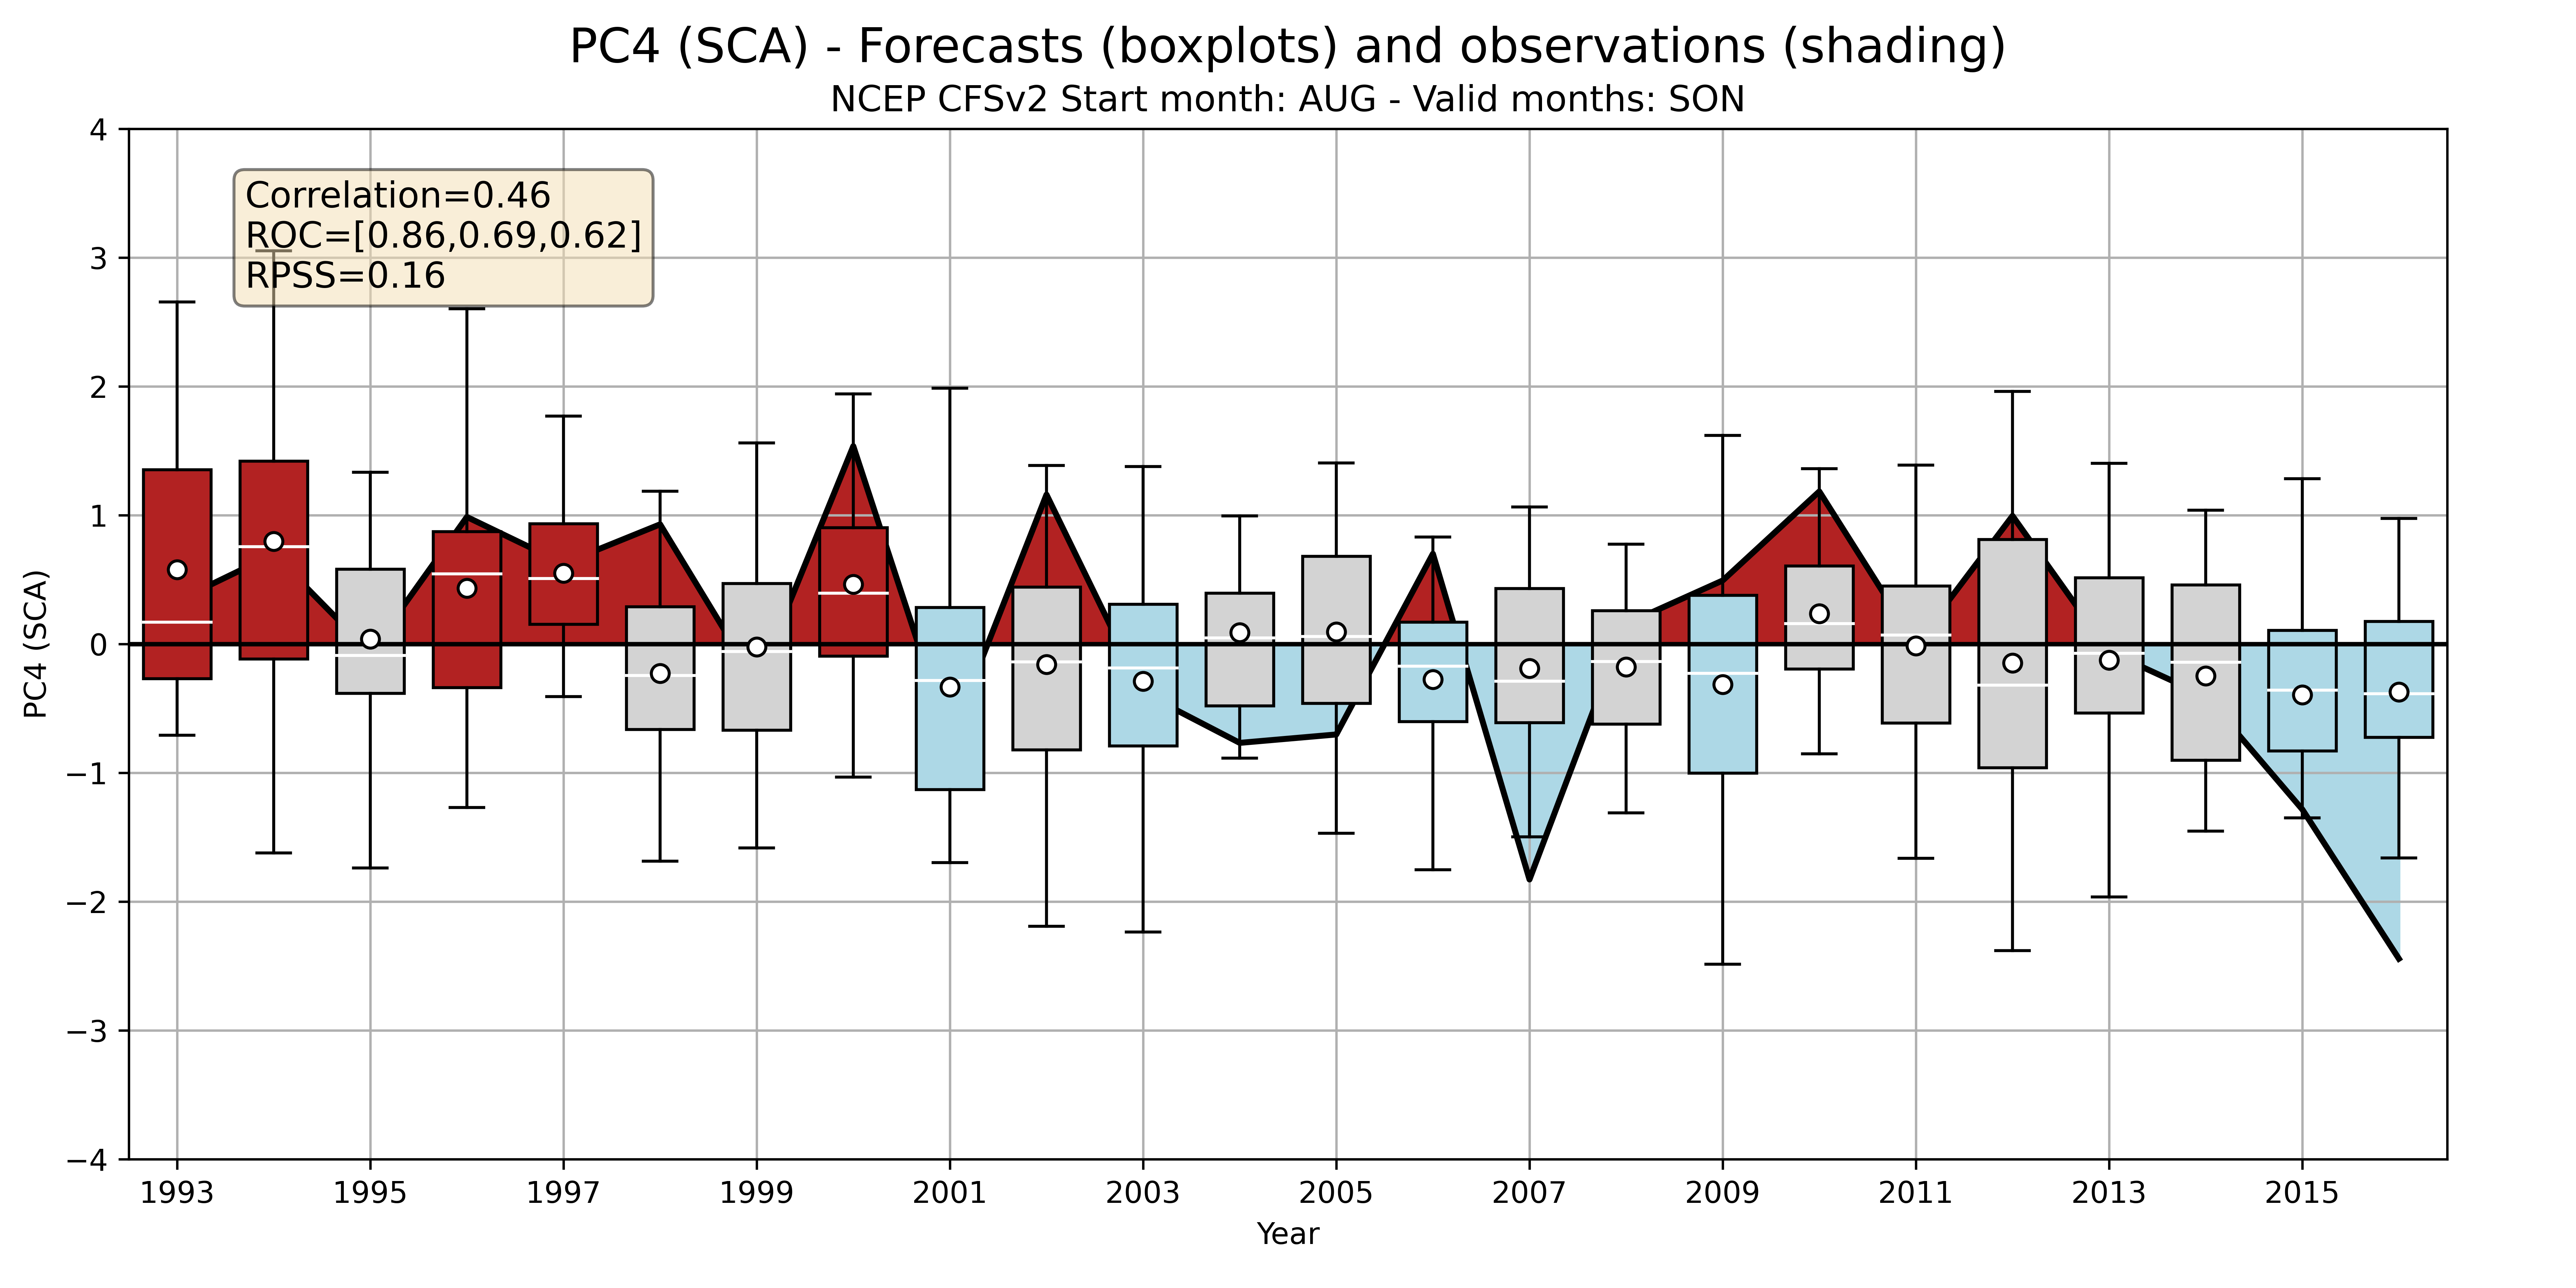 PC4 (SCA) - Forecasts (boxplots) and observations (shading)
NCEP CFSv2 Start month: AUG - Valid months: SON
Correlation=0.46
ROC=[0.86,0.69,0.62]
RPSS=0.16
PC4 (SCA)
4
3
2
1
0
−1
−2
−3
−4
1993 1995 1997 1999 2001 2003 2005 2007 2009 2011 2013 2015
Year